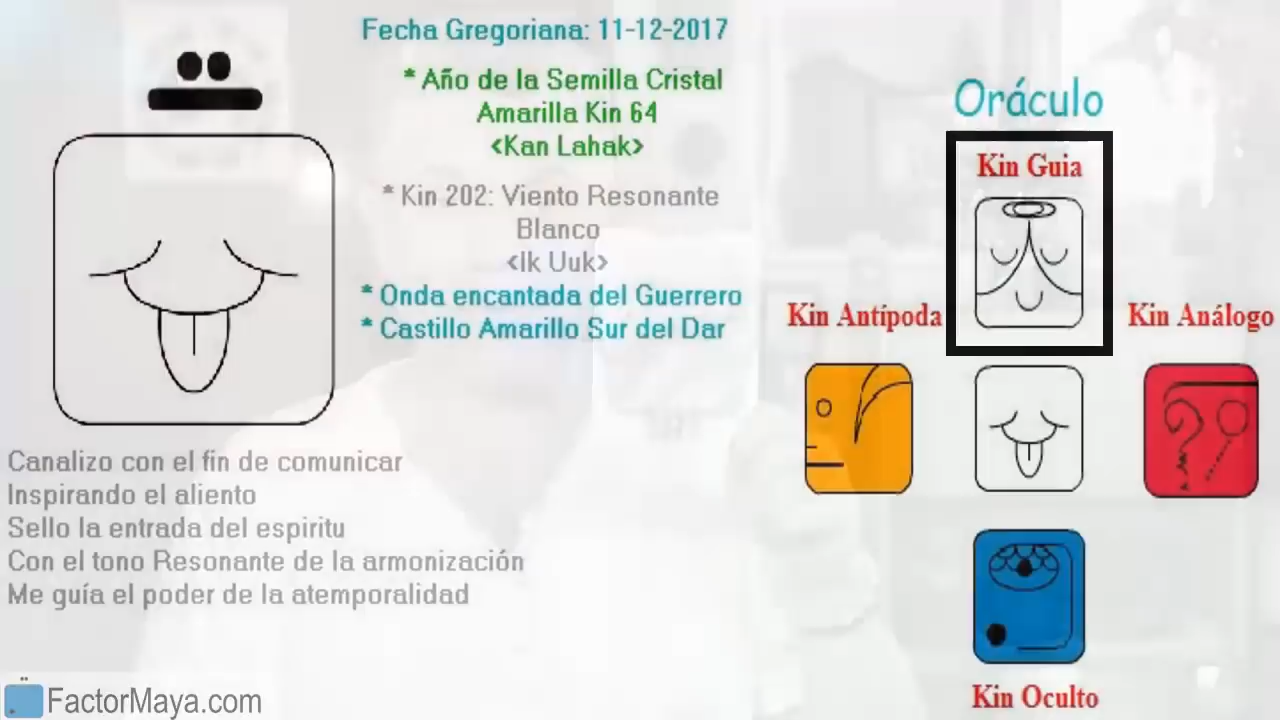 Fecha Gregoriana: 11-12-2017
* Año de la Semilla Cristal
Amarilla Kin 64
<Kan Lahak>
* Kin 202: Viento Resonante
Blanco
<Ik Uuk>
* Onda encantada del Guerrero
* Castillo Amarillo Sur del Dar
Canalizo con el fin de comunicar
Inspirando el aliento
Sello la entrada del espiritu
Con el tono Resonante de la armonización
Me guía el poder de la atemporalidad
FactorMaya.com
Oráculo
Kin Guia
Kin Antípoda
Kin Análogo
Kin Oculto